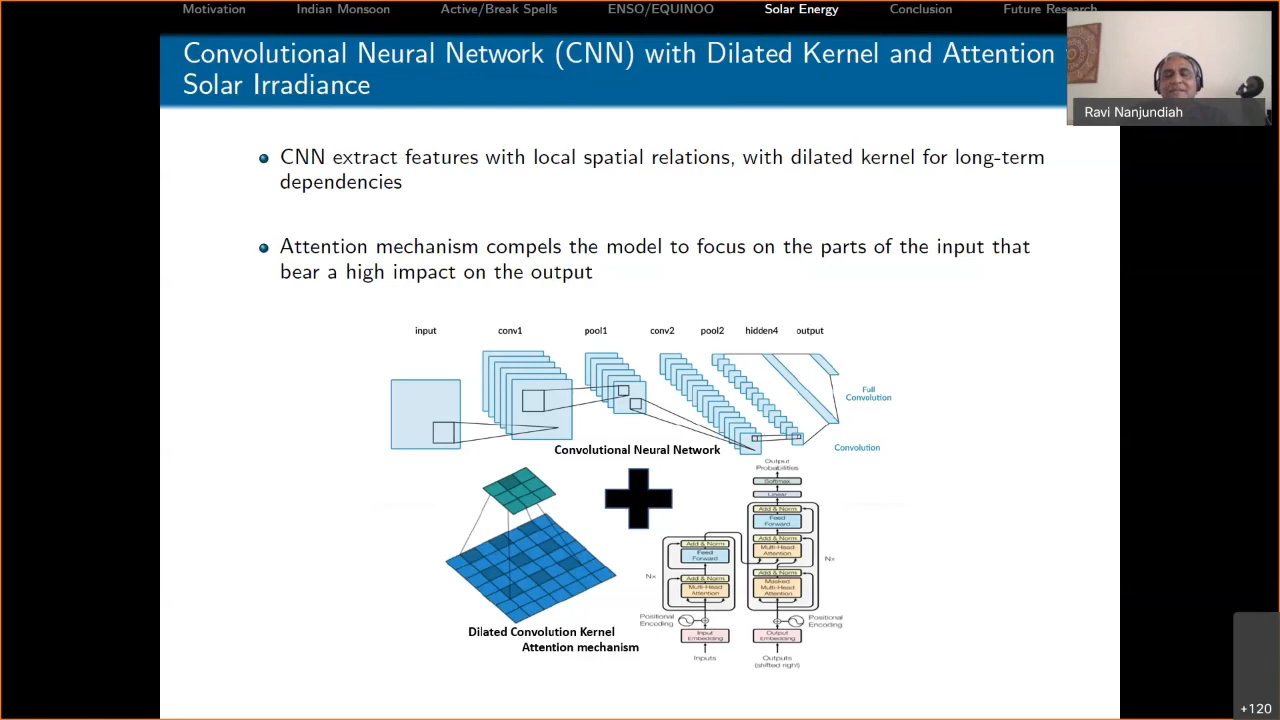 Motivation Indian Monsoon Active/Break Spells ENSO/EQUINOO Solar Energy Conclusion Future Research
Convolutional Neural Network (CNN) with Dilated Kernel and Attention
Solar Irradiance
Ravi Nanjundiah
CNN extract features with local spatial relations, with dilated kernel for long-term
dependencies
Attention mechanism compels the model to focus on the parts of the input that
bear a high impact on the output
input conv1 pool1 conv2 pool2 hidden4 output
Full
Convolution
Convolution
Convolutional Neural Network
Output
Probabilities
Softmax
Linear
Add & Norm
Feed
Forward
Add & Norm
Multi-Head
Attention
Add & Norm
Masked
Multi-Head
Attention
Nx
Positional
Encoding
Output
Embedding
Outputs
(shifted right)
Add & Norm
Feed
Forward
Add & Norm
Multi-Head
Attention
Nx
Positional
Encoding
Input
Embedding
Inputs
Dilated Convolution Kernel
Attention mechanism
+120